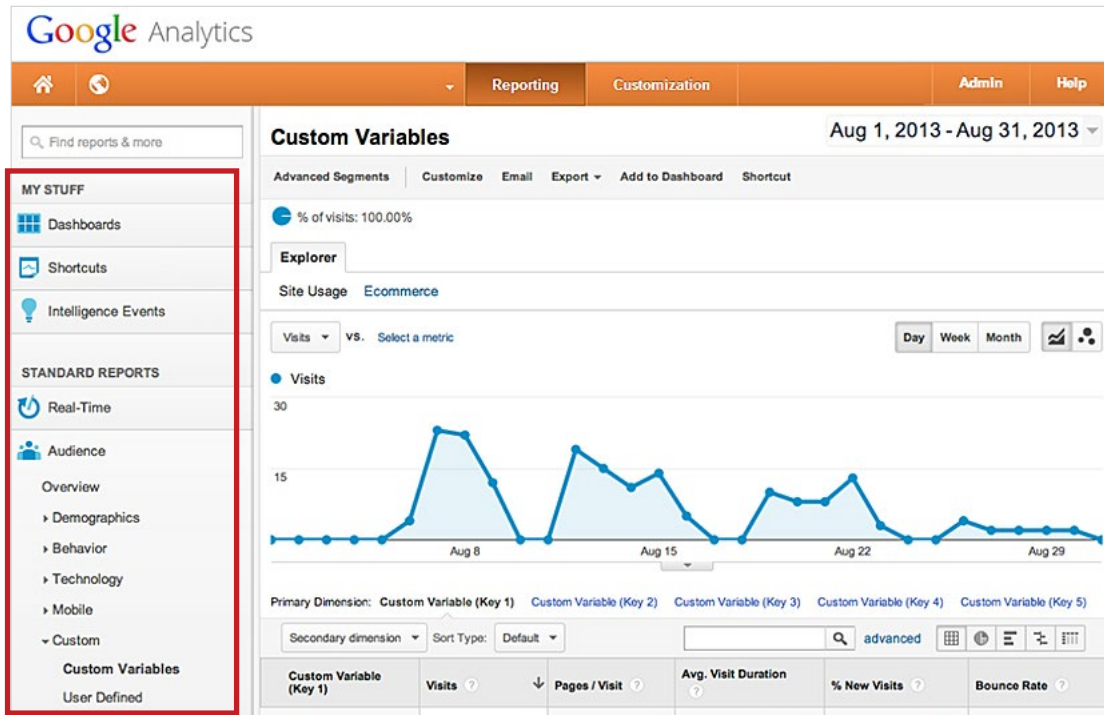 Google Analytics
Reporting Customization Admin Help
Find reports & more
MY STUFF
Dashboards
Shortcuts
Intelligence Events
STANDARD REPORTS
Real-Time
Audience
Overview
Demographics
Behavior
Technology
Mobile
Custom
Custom Variables
User Defined
Custom Variables Aug 1, 2013 - Aug 31, 2013
Advanced Segments Customize Email Export Add to Dashboard Shortcut
% of visits: 100.00%
Explorer
Site Usage Ecommerce
Visits VS. Select a metric Day Week Month
Visits
30
15
Aug 8 Aug 15 Aug 22 Aug 29
Primary Dimension: Custom Variable (Key 1) Custom Variable (Key 2) Custom Variable (Key 3) Custom Variable (Key 4) Custom Variable (Key 5)
Secondary dimension Sort Type: Default advanced
Custom Variable (Key 1) Visits ? Pages / Visit ? Avg. Visit Duration ? % New Visits ? Bounce Rate ?